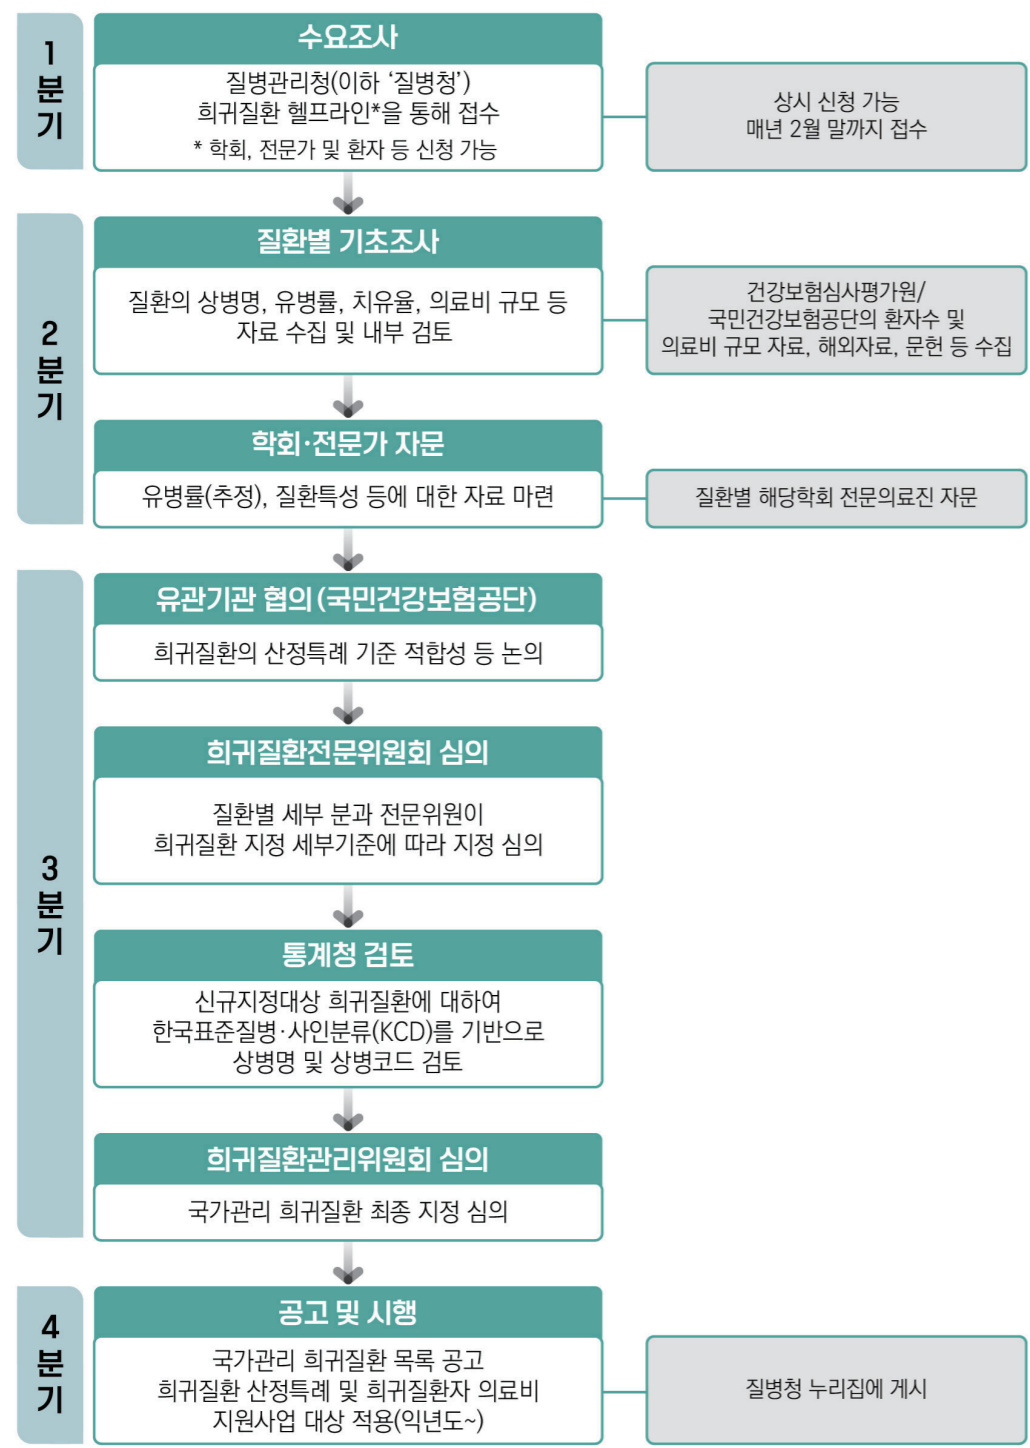 1
분
기
수요조사
질병관리청(이하 ‘질병청’)
희귀질환 헬프라인*을 통해 접수
* 학회, 전문가 및 환자 등 신청 가능
상시 신청 가능
매년 2월 말까지 접수
2
분
기
질환별 기초조사
질환의 상병명, 유병률, 치유율, 의료비 규모 등
자료 수집 및 내부 검토
건강보험심사평가원/
국민건강보험공단의 환자수 및
의료비 규모 자료, 해외자료, 문헌 등 수집
학회·전문가 자문
유병률(추정), 질환특성 등에 대한 자료 마련
질환별 해당학회 전문의료진 자문
3
분
기
유관기관 협의(국민건강보험공단)
희귀질환의 산정특례 기준 적합성 등 논의
희귀질환전문위원회 심의
질환별 세부 분과 전문위원이
희귀질환 지정 세부기준에 따라 지정 심의
통계청 검토
신규지정대상 희귀질환에 대하여
한국표준질병·사인분류(KCD)를 기반으로
상병명 및 상병코드 검토
희귀질환관리위원회 심의
국가관리 희귀질환 최종 지정 심의
4
분
기
공고 및 시행
국가관리 희귀질환 목록 공고
희귀질환 산정특례 및 희귀질환자 의료비
지원사업 대상 적용(익년도~)
질병청 누리집에 게시